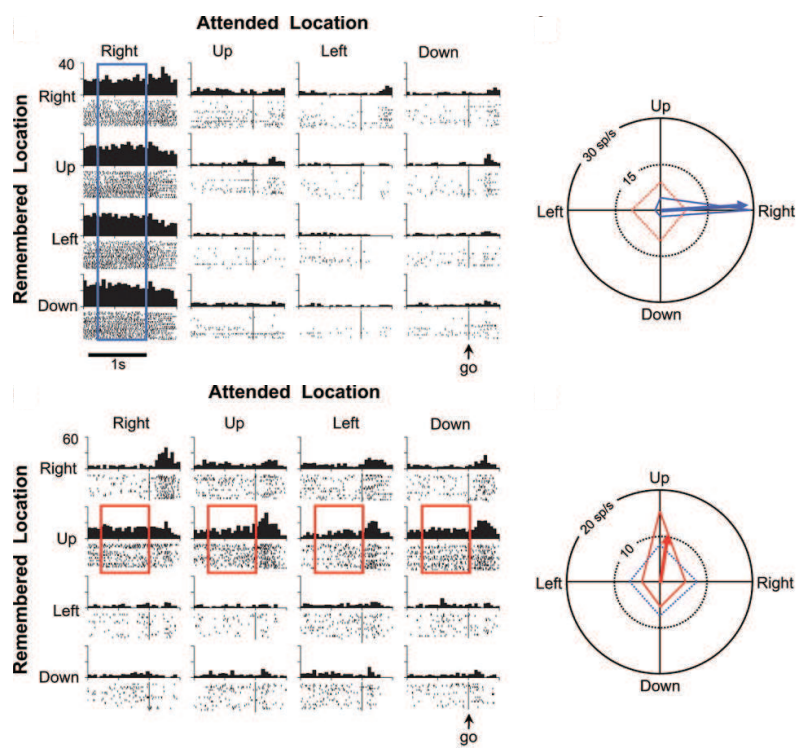 Attended Location
Right Up Left Down
40
Remembered Location
Right
Up
Left
Down
1s
go
Up
30 sp/s
15
Left
Right
Down
Attended Location
Right Up Left Down
60
Remembered Location
Right
Up
Left
Down
go
Up
20 sp/s
10
Left
Right
Down